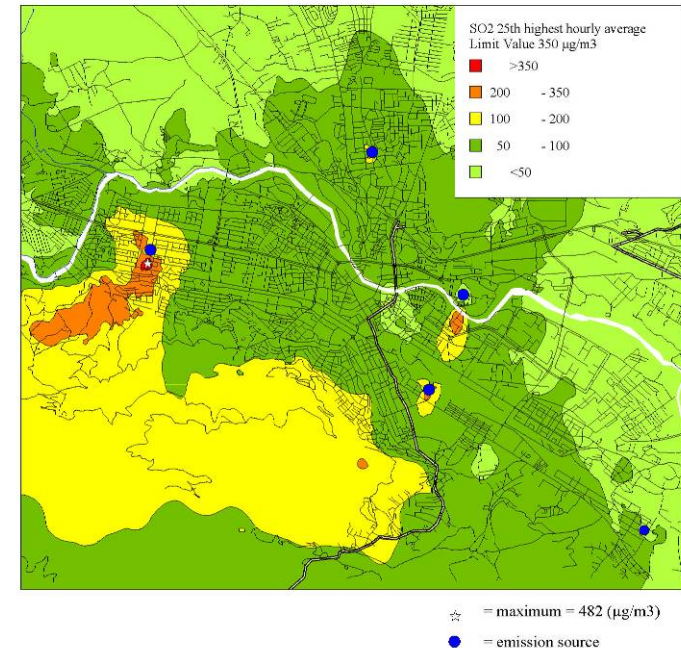 SO2 25th highest hourly average
Limit Value 350 µg/m3
>350
200 - 350
100 - 200
50 - 100
<50
= maximum = 482 (µg/m3)
= emission source